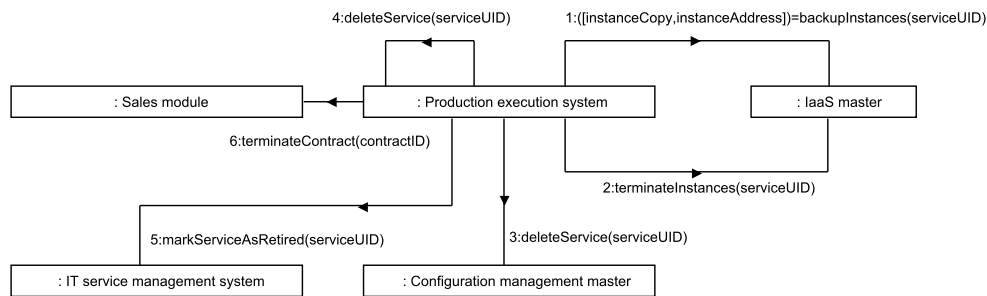 4:deleteService(serviceUID)
1:([instanceCopy,instanceAddress])=backupInstances(serviceUID)
: Sales module
: Production execution system
: IaaS master
6:terminateContract(contractID)
2:terminateInstances(serviceUID)
5:markServiceAsRetired(serviceUID)
3:deleteService(serviceUID)
: IT service management system
: Configuration management master